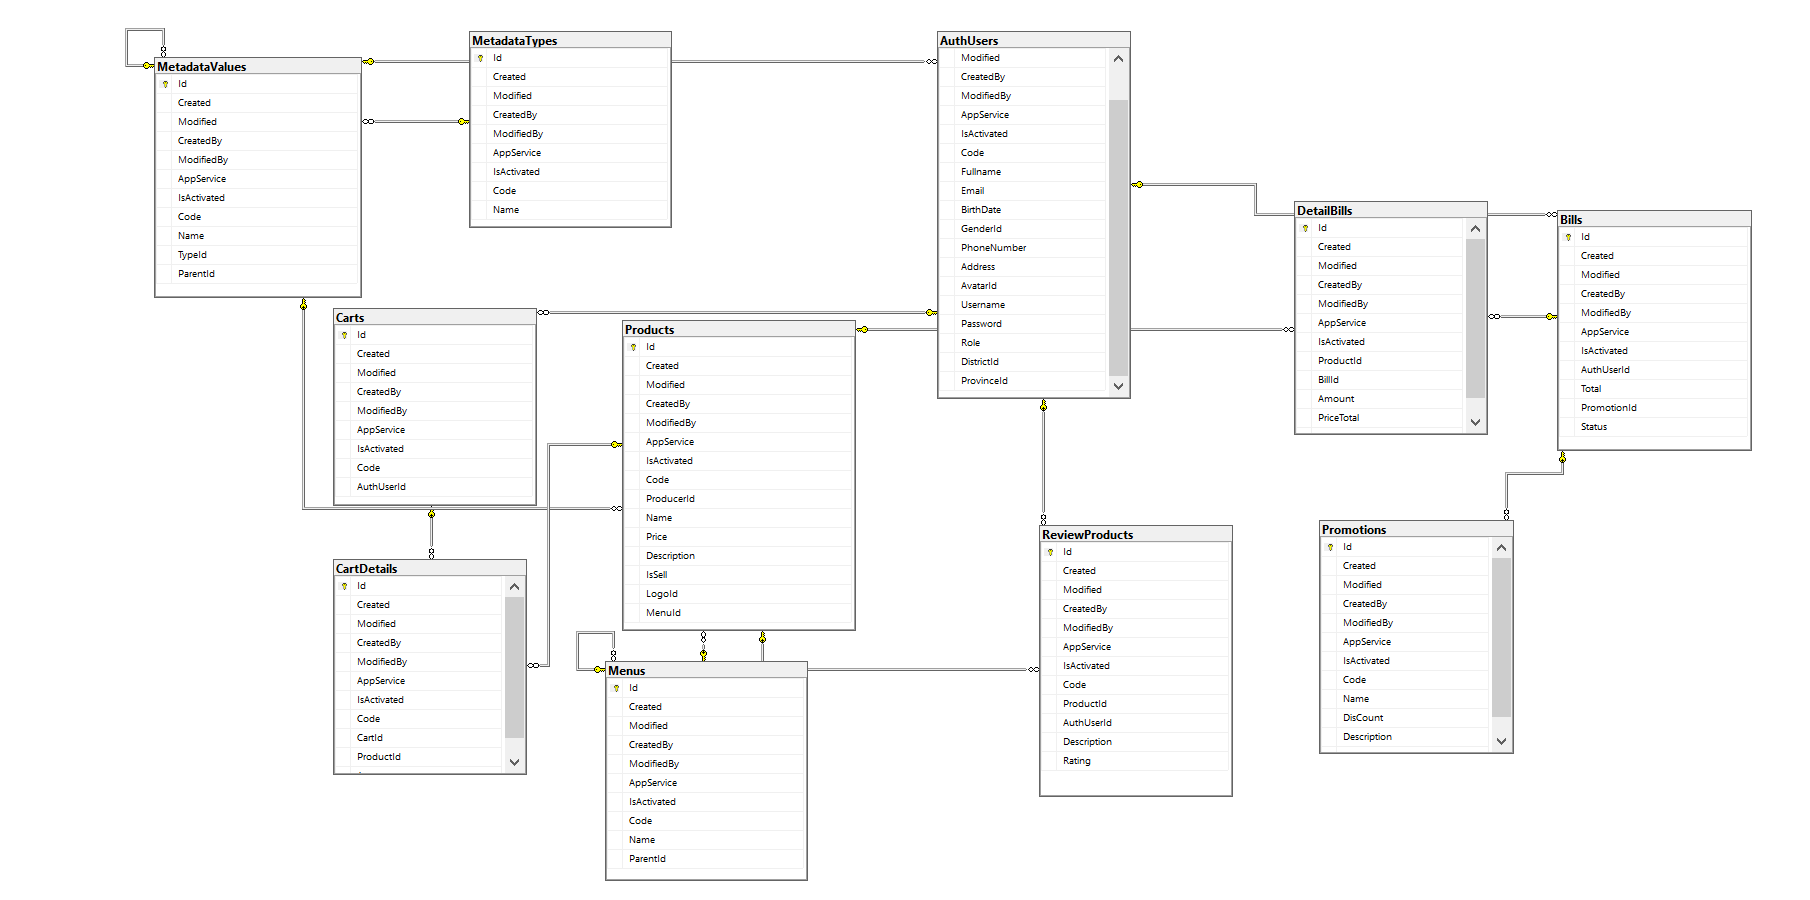 MetadataValues
Id
Created
Modified
CreatedBy
ModifiedBy
AppService
IsActivated
Code
Name
TypeId
ParentId
MetadataTypes
Id
Created
Modified
CreatedBy
ModifiedBy
AppService
IsActivated
Code
Name
AuthUsers
Modified
CreatedBy
ModifiedBy
AppService
IsActivated
Code
Fullname
Email
BirthDate
GenderId
PhoneNumber
Address
AvatarId
Username
Password
Role
DistrictId
ProvinceId
DetailBills
Id
Created
Modified
CreatedBy
ModifiedBy
AppService
IsActivated
ProductId
BillId
Amount
PriceTotal
Bills
Id
Created
Modified
CreatedBy
ModifiedBy
AppService
IsActivated
AuthUserId
Total
PromotionId
Status
Carts
Id
Created
Modified
CreatedBy
ModifiedBy
AppService
IsActivated
Code
AuthUserId
Products
Id
Created
Modified
CreatedBy
ModifiedBy
AppService
IsActivated
Code
ProducerId
Name
Price
Description
IsSell
LogoId
MenuId
CartDetails
Id
Created
Modified
CreatedBy
ModifiedBy
AppService
IsActivated
Code
CartId
ProductId
Menus
Id
Created
Modified
CreatedBy
ModifiedBy
AppService
IsActivated
Code
Name
ParentId
ReviewProducts
Id
Created
Modified
CreatedBy
ModifiedBy
AppService
IsActivated
Code
ProductId
AuthUserId
Description
Rating
Promotions
Id
Created
Modified
CreatedBy
ModifiedBy
AppService
IsActivated
Code
Name
DisCount
Description